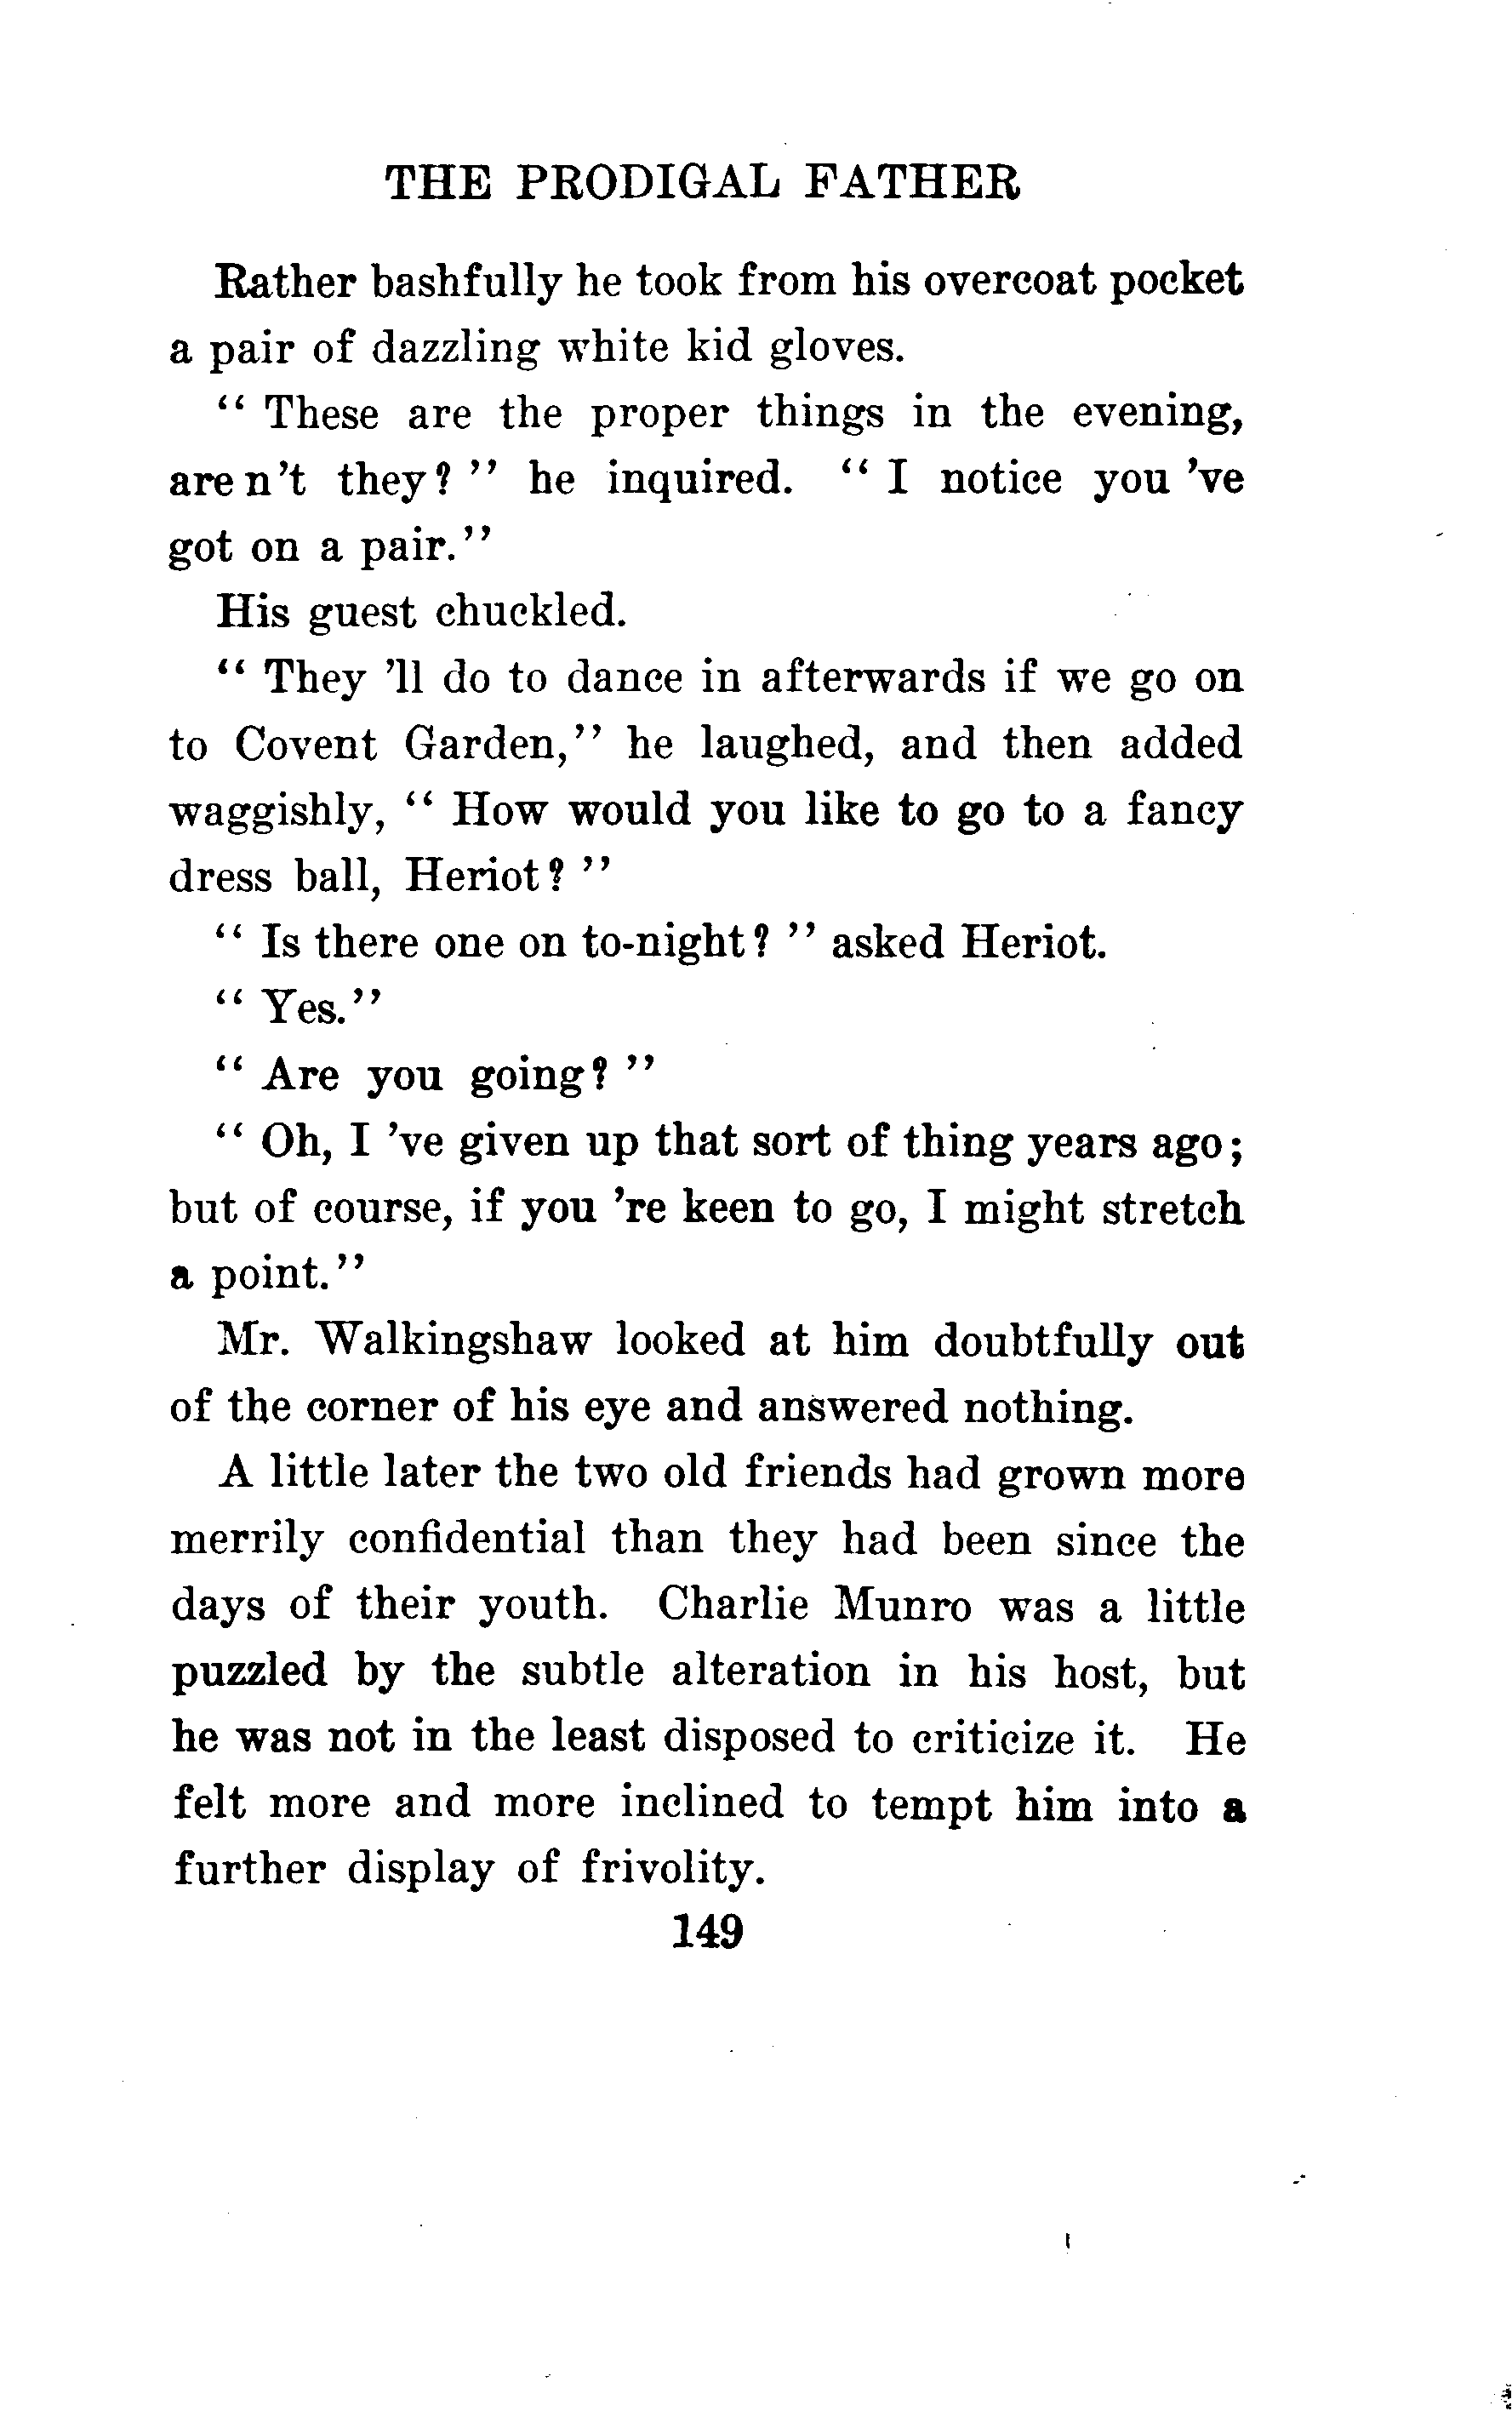 THE PRODIGAL FATHER
Rather bashfully he took from his overcoat pocket
a pair of dazzling white kid gloves.
“ These are the proper things in the evening,
are n’t they? ” he inquired. “ I notice you ’ve
got on a pair.”
His guest chuckled.
“ They ’ll do to dance in afterwards if we go on
to Covent Garden,” he laughed, and then added
waggishly, “ How would you like to go to a fancy
dress ball, Heriot? ”
“ Is there one on to-night? ” asked Heriot.
“ Yes.”
“ Are you going? ”
“ Oh, I ’ve given up that sort of thing years ago;
but of course, if you ’re keen to go, I might stretch
a point.”
Mr. Walkingshaw looked at him doubtfully out
of the corner of his eye and answered nothing.
A little later the two old friends had grown more
merrily confidential than they had been since the
days of their youth. Charlie Munro was a little
puzzled by the subtle alteration in his host, but
he was not in the least disposed to criticize it. He
felt more and more inclined to tempt him into a
further display of frivolity.
149